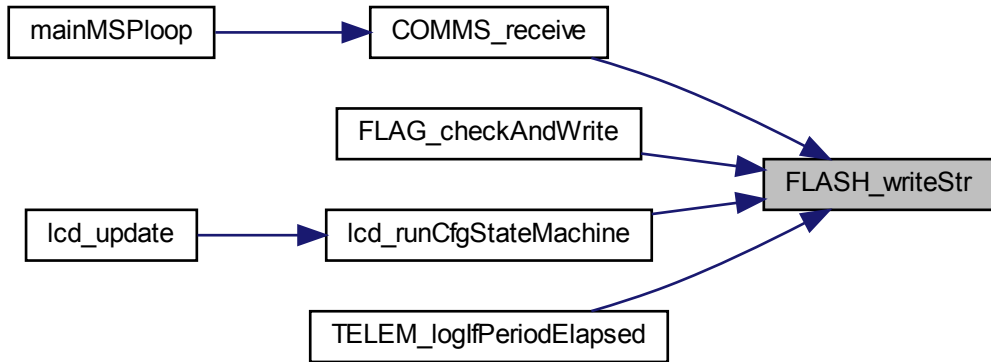 mainMSPloop
COMMS_receive
FLAG_checkAndWrite
FLASH_writeStr
lcd_update
lcd_runCfgStateMachine
TELEM_logIfPeriodElapsed